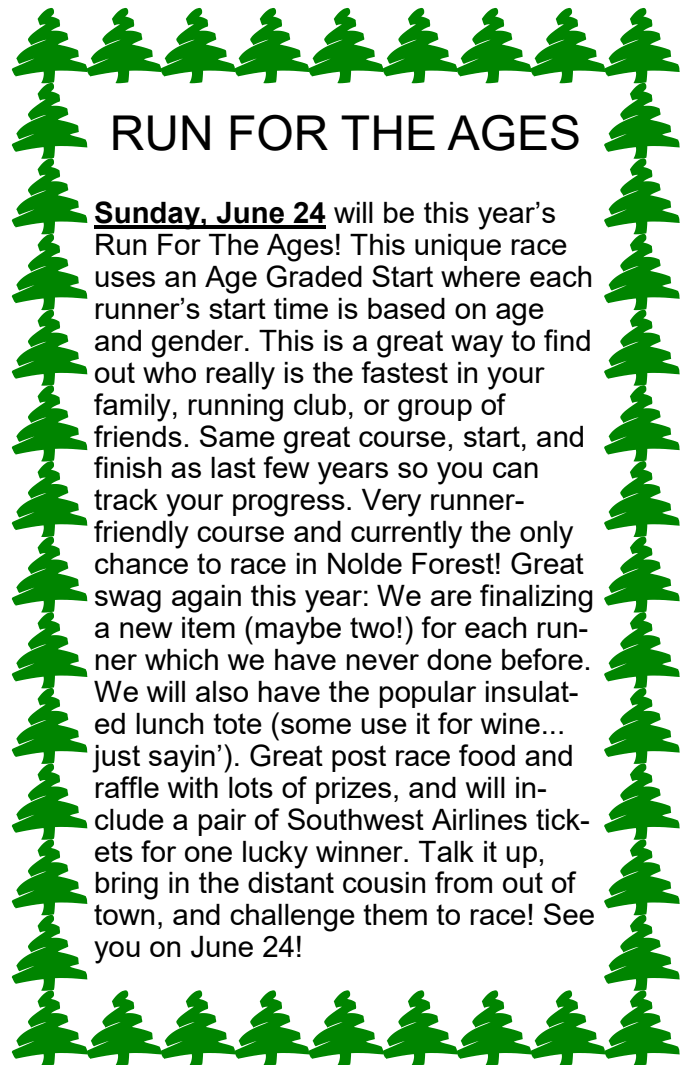 RUN FOR THE AGES
Sunday, June 24 will be this year’s
Run For The Ages! This unique race
uses an Age Graded Start where each
runner’s start time is based on age
and gender. This is a great way to find
out who really is the fastest in your
family, running club, or group of
friends. Same great course, start, and
finish as last few years so you can
track your progress. Very runner-
friendly course and currently the only
chance to race in Nolde Forest! Great
swag again this year: We are finalizing
a new item (maybe two!) for each run-
ner which we have never done before.
We will also have the popular insulat-
ed lunch tote (some use it for wine...
just sayin’). Great post race food and
raffle with lots of prizes, and will in-
clude a pair of Southwest Airlines tick-
ets for one lucky winner. Talk it up,
bring in the distant cousin from out of
town, and challenge them to race! See
you on June 24!